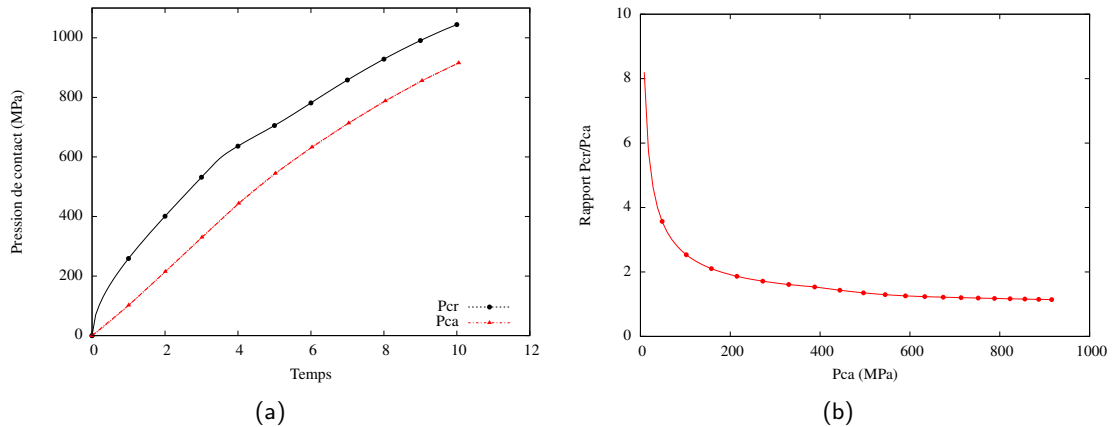 1000
800
600
400
200
0
Pression de contact (MPa)
Pcr
Pca
0 2 4 6 8 10 12
Temps
(a)
10
8
6
4
2
0
Rapport Pcr/Pca
0 200 400 600 800 1000
Pca (MPa)
(b)